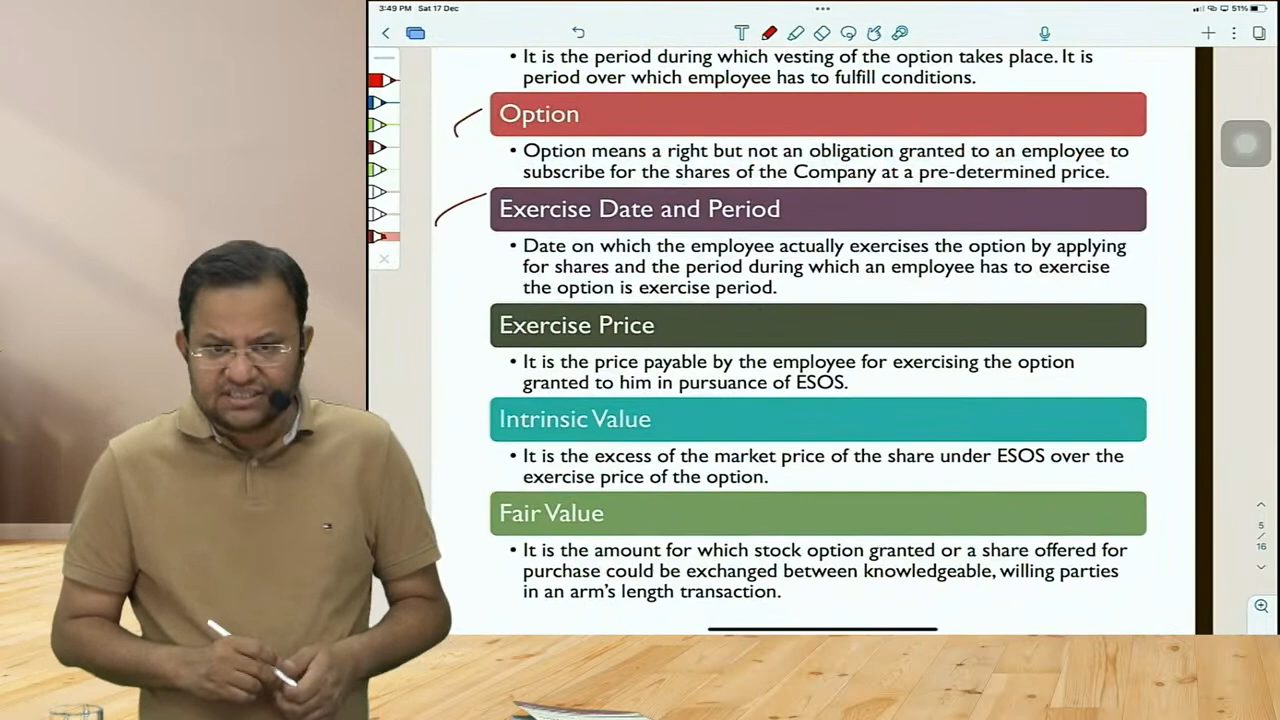 3:49 PM Sat 17 Dec
51%
• It is the period during which vesting of the option takes place. It is
period over which employee has to fulfill conditions.
Option
• Option means a right but not an obligation granted to an employee to
subscribe for the shares of the Company at a pre-determined price.
Exercise Date and Period
• Date on which the employee actually exercises the option by applying
for shares and the period during which an employee has to exercise
the option is exercise period.
Exercise Price
• It is the price payable by the employee for exercising the option
granted to him in pursuance of ESOS.
Intrinsic Value
• It is the excess of the market price of the share under ESOS over the
exercise price of the option.
Fair Value
• It is the amount for which stock option granted or a share offered for
purchase could be exchanged between knowledgeable, willing parties
in an arm's length transaction.
5
/
16